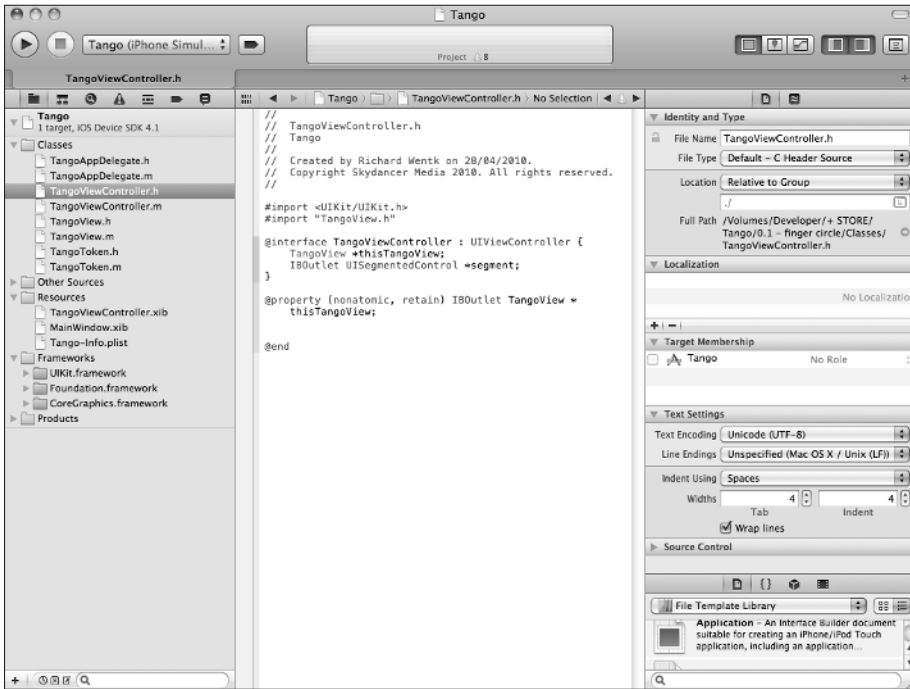 Tango
Tango (iPhone Simul...
Project 8
TangoViewController.h
Tango
1 target, iOS Device SDK 4.1
Classes
TangoAppDelegate.h
TangoAppDelegate.m
TangoViewController.h
TangoViewController.m
TangoView.h
TangoView.m
TangoToken.h
TangoToken.m
Other Sources
Resources
TangoViewController.xib
MainWindow.xib
Tango-Info.plist
Frameworks
UIKit.framework
Foundation.framework
CoreGraphics.framework
Products
Tango TangoViewController.h No Selection
//
// TangoViewController.h
// Tango
//
// Created by Richard Wentk on 28/04/2010.
// Copyright Skydancer Media 2010. All rights reserved.
//
#import <UIKit/UIKit.h>
#import "TangoView.h"
@interface TangoViewController : UIViewController {
TangoView *thisTangoView;
IBOutlet UISegmentedControl *segment;
}
@property (nonatomic, retain) IBOutlet TangoView *
thisTangoView;
@end
Identity and Type
File Name TangoViewController.h
File Type Default - C Header Source
Location Relative to Group
./
Full Path /Volumes/Developer/+ STORE/
Tango/0.1 - finger circle/Classes/
TangoViewController.h
Localization
No Localizatio
Target Membership
Tango No Role
Text Settings
Text Encoding Unicode (UTF-8)
Line Endings Unspecified (Mac OS X / Unix (LF))
Indent Using Spaces
Widths 4 4
Tab Indent
Wrap lines
Source Control
File Template Library
Application - An Interface Builder document
suitable for creating an iPhone/iPod Touch
application, including an application...